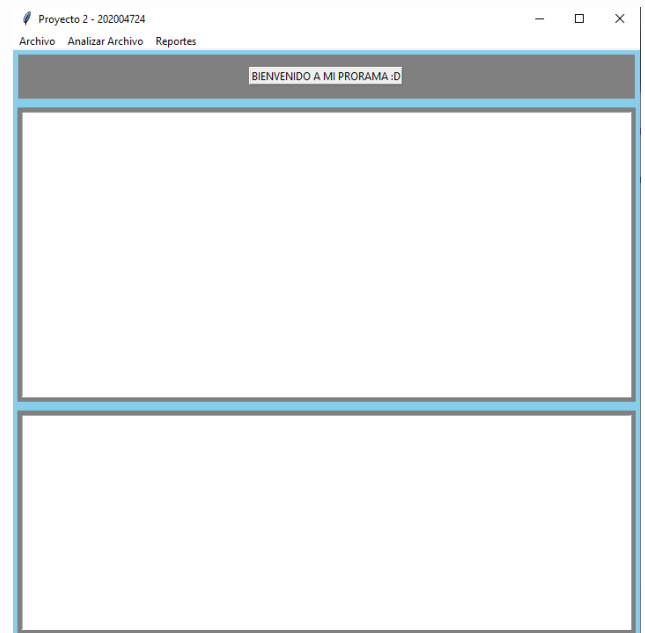 Proyecto 2 - 202004724
Archivo Analizar Archivo Reportes
BIENVENIDO A MI PRORAMA :D